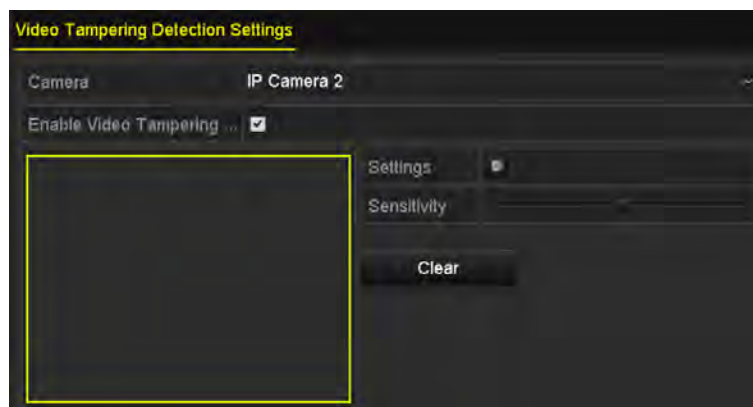 Video Tampering Detection Settings
Camera IP Camera 2
Enable Video Tampering ...
Settings
Sensitivity
Clear